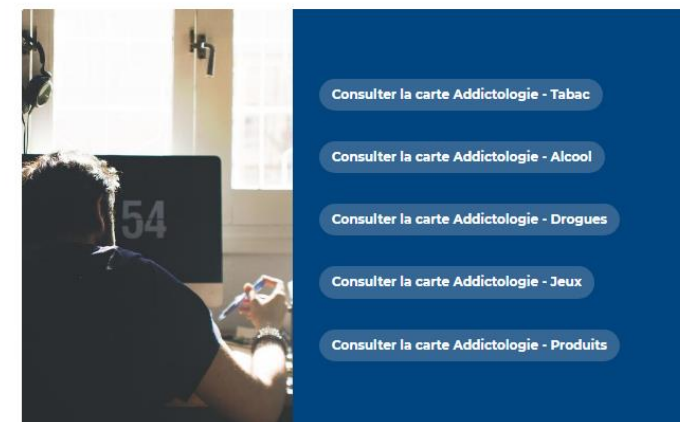 54
Consulter la carte Addictologie - Tabac
Consulter la carte Addictologie - Alcool
Consulter la carte Addictologie - Drogues
Consulter la carte Addictologie - Jeux
Consulter la carte Addictologie - Produits